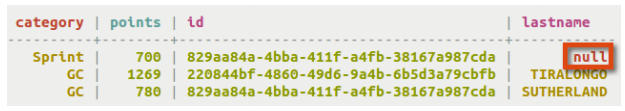 category | points | id | lastname
----------+--------+--------------------------------------+------------
Sprint | 700 | 829aa84a-4bba-411f-a4fb-38167a987cda | null
GC | 1269 | 220844bf-4860-49d6-9a4b-6b5d3a79cbfb | TIRALONGO
GC | 780 | 829aa84a-4bba-411f-a4fb-38167a987cda | SUTHERLAND